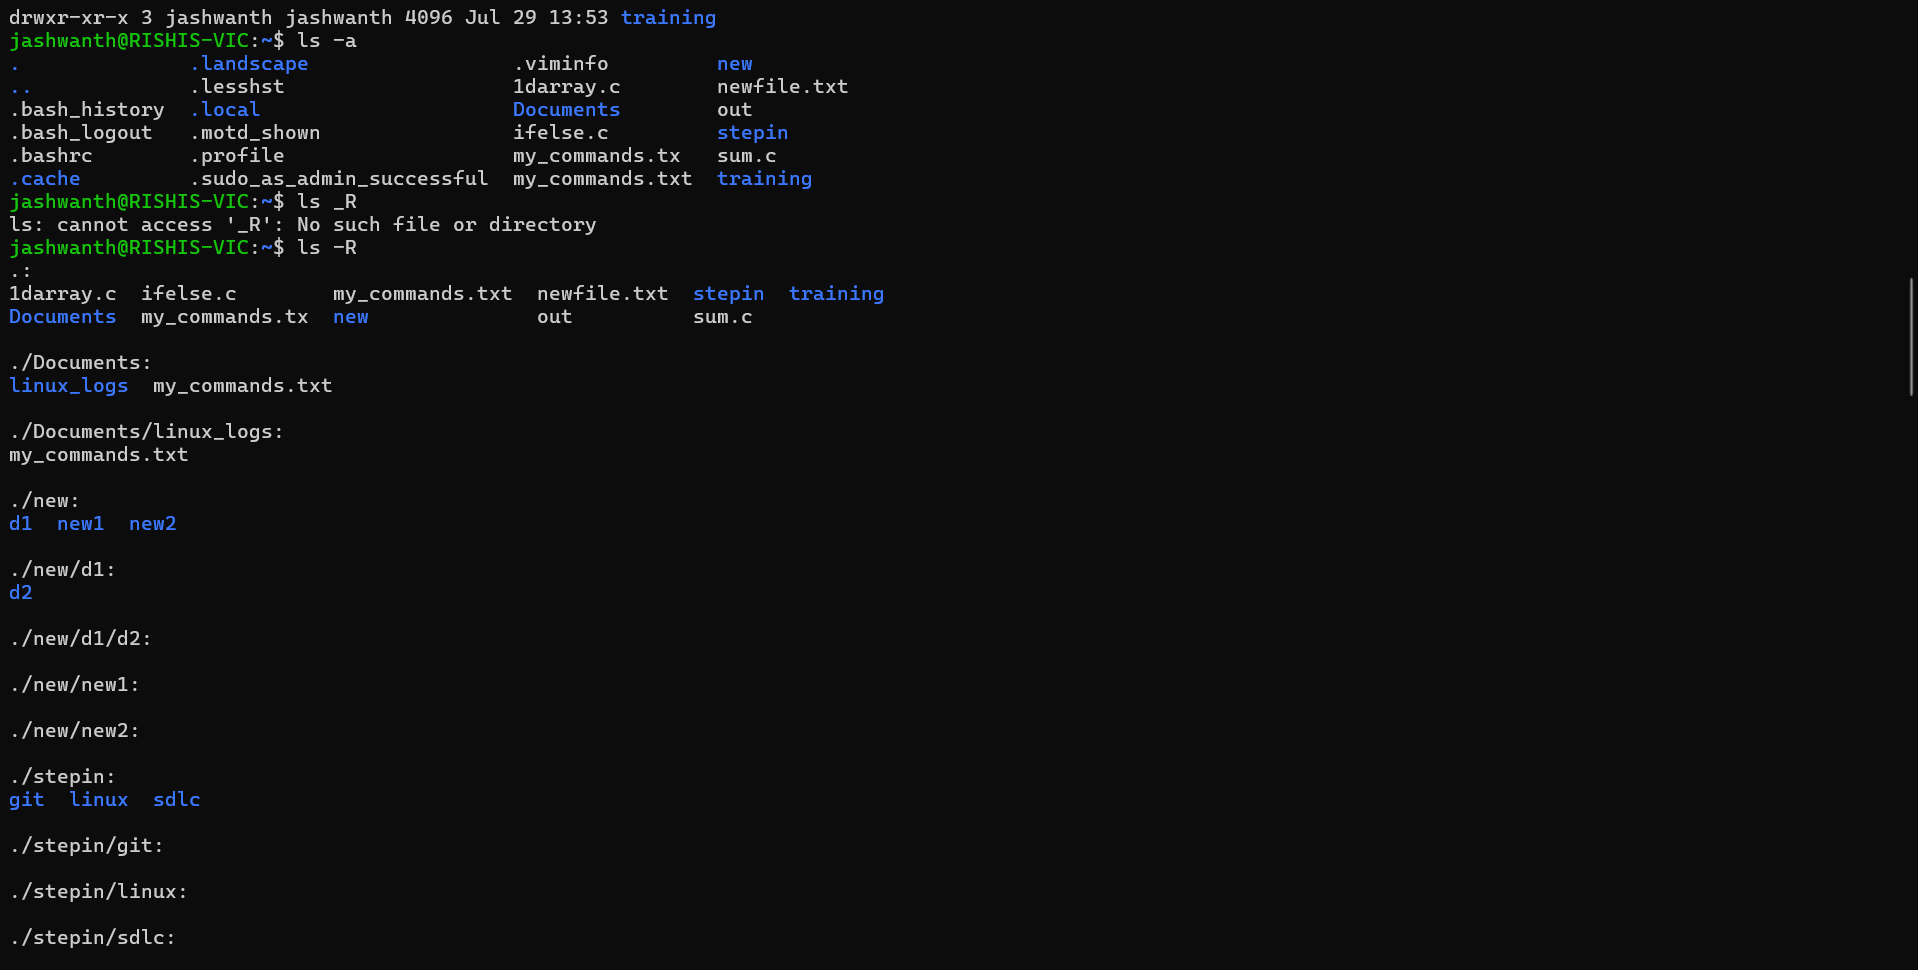 drwxr-xr-x 3 jashwanth jashwanth 4096 Jul 29 13:53 training
jashwanth@RISHIS-VIC:~$ ls -a
.              .landscape                 .viminfo         new
..             .lesshst                   1darray.c        newfile.txt
.bash_history  .local                     Documents        out
.bash_logout   .motd_shown                ifelse.c         stepin
.bashrc        .profile                   my_commands.tx   sum.c
.cache         .sudo_as_admin_successful  my_commands.txt  training
jashwanth@RISHIS-VIC:~$ ls _R
ls: cannot access '_R': No such file or directory
jashwanth@RISHIS-VIC:~$ ls -R
.:
1darray.c  ifelse.c        my_commands.txt  newfile.txt  stepin  training
Documents  my_commands.tx  new              out          sum.c

./Documents:
linux_logs  my_commands.txt

./Documents/linux_logs:
my_commands.txt

./new:
d1  new1  new2

./new/d1:
d2

./new/d1/d2:

./new/new1:

./new/new2:

./stepin:
git  linux  sdlc

./stepin/git:

./stepin/linux:

./stepin/sdlc: